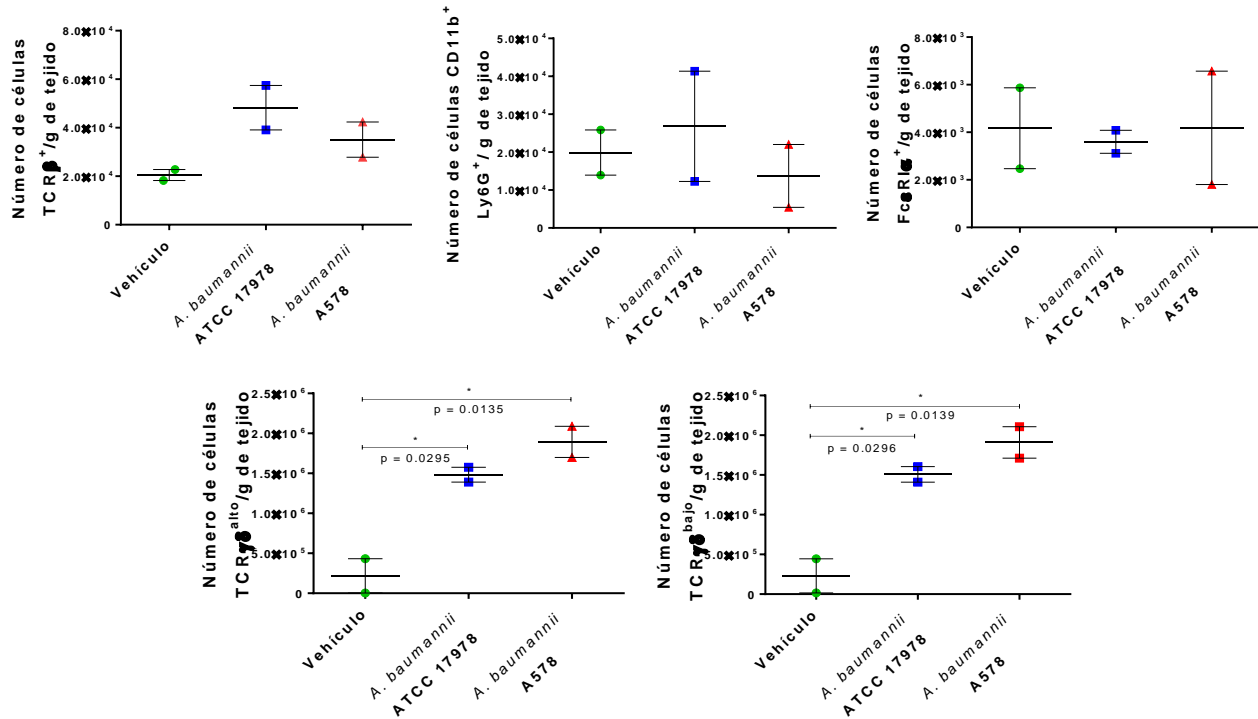 Número de células
TCRβ⁺/g de tejido
8.0×10⁴
6.0×10⁴
4.0×10⁴
2.0×10⁴
0
Vehículo
A. baumannii
ATCC 17978
A. baumannii
A578
Número de células CD11b⁺
Ly6G⁺/ g de tejido
5.0×10⁴
4.0×10⁴
3.0×10⁴
2.0×10⁴
1.0×10⁴
0
Vehículo
A. baumannii
ATCC 17978
A. baumannii
A578
Número de células
FcεRIα⁺/g de tejido
8.0×10³
6.0×10³
4.0×10³
2.0×10³
0
Vehículo
A. baumannii
ATCC 17978
A. baumannii
A578
Número de células
TCRγδᵃˡᵗᵒ/g de tejido
2.5×10⁶
2.0×10⁶
1.5×10⁶
1.0×10⁶
5.0×10⁵
0
*
p = 0.0135
*
p = 0.0295
Vehículo
A. baumannii
ATCC 17978
A. baumannii
A578
Número de células
TCRγδᵇᵃʲᵒ/g de tejido
2.5×10⁶
2.0×10⁶
1.5×10⁶
1.0×10⁶
5.0×10⁵
0
*
p = 0.0139
*
p = 0.0296
Vehículo
A. baumannii
ATCC 17978
A. baumannii
A578